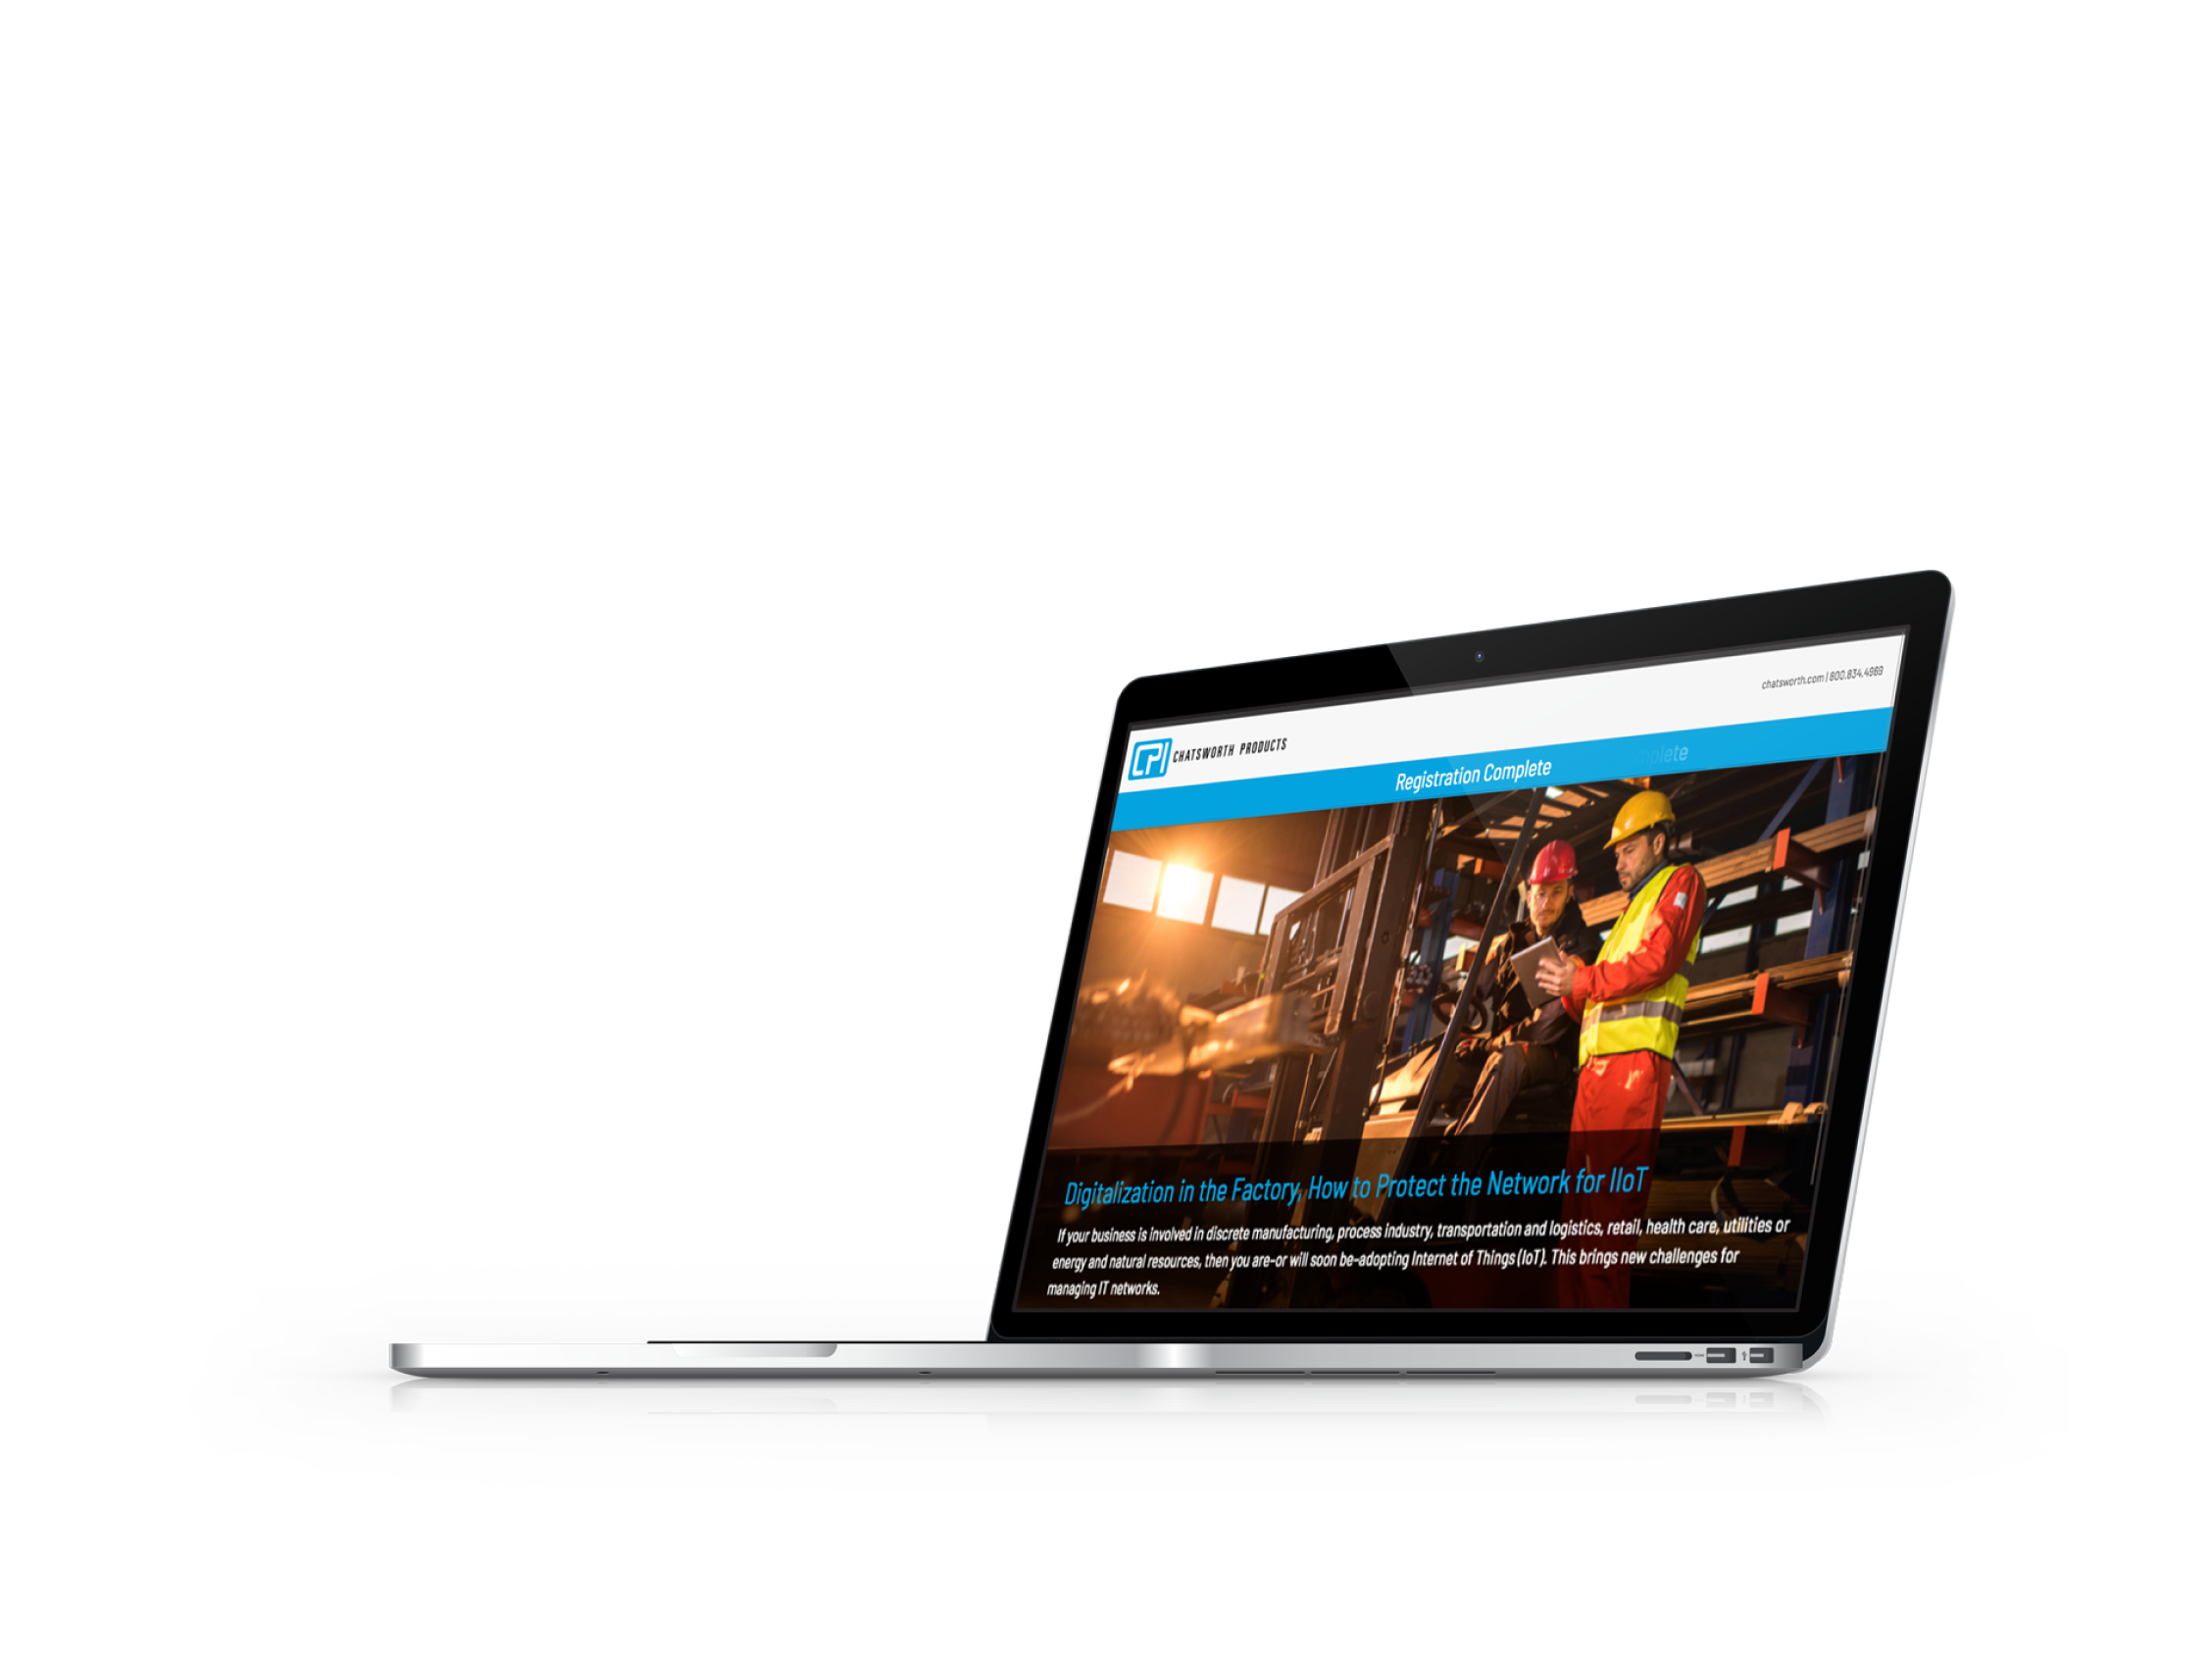 CPI CHATSWORTH PRODUCTS
chatsworth.com | 800.834.4969
Registration Complete
plete
Digitalization in the Factory, How to Protect the Network for IIoT
If your business is involved in discrete manufacturing, process industry, transportation and logistics, retail, health care, utilities or
energy and natural resources, then you are-or will soon be-adopting Internet of Things (IoT). This brings new challenges for
managing IT networks.